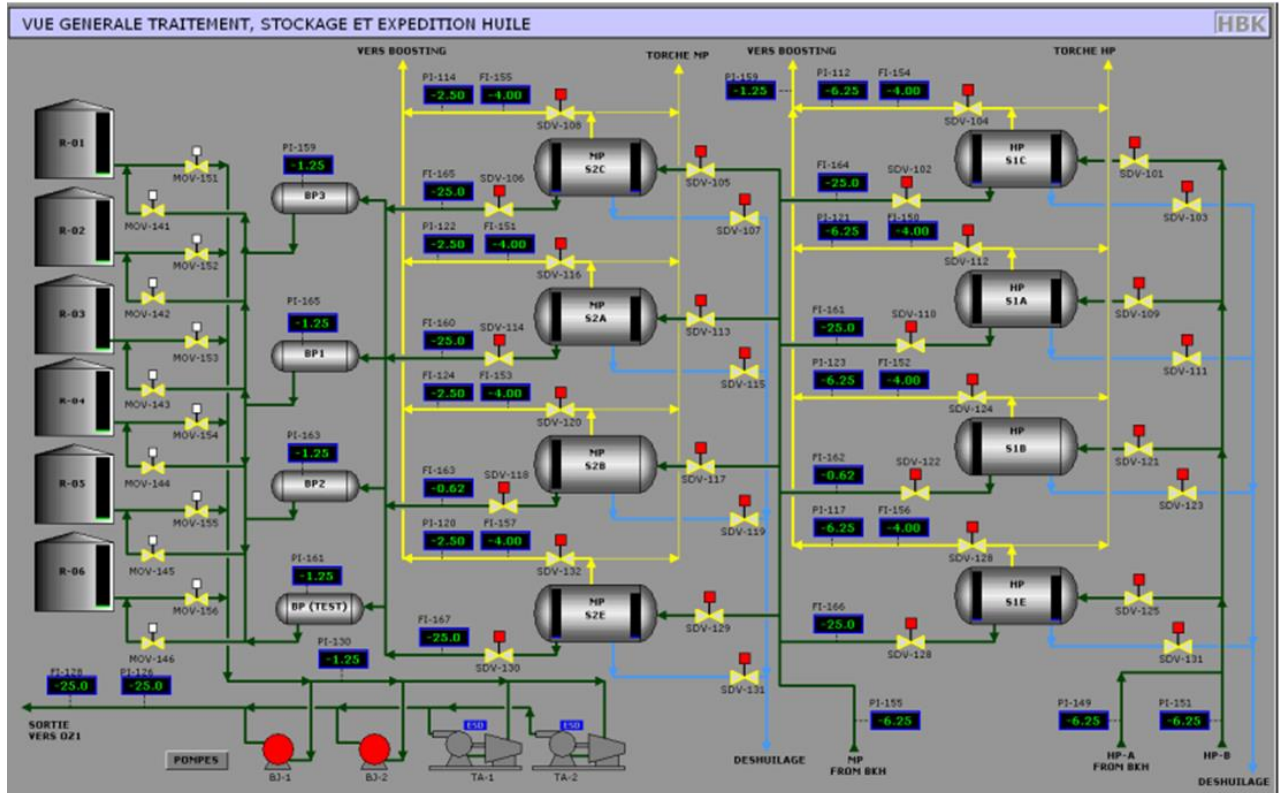 VUE GENERALE TRAITEMENT, STOCKAGE ET EXPEDITION HUILE
HBK
VERS BOOSTING
TORCHE MP
VERS BOOSTING
TORCHE HP
R-01
R-02
R-03
R-04
R-05
R-06
MOV-151
MOV-141
MOV-152
MOV-142
MOV-153
MOV-143
MOV-154
MOV-144
MOV-155
MOV-145
MOV-156
MOV-146
PI-159
-1.25
BP3
PI-165
-1.25
BP1
PI-163
-1.25
BP2
PI-161
-1.25
BP (TEST)
PI-130
-1.25
FI-128
-25.0
PI-126
-25.0
SORTIE
VERS OZ1
POMPES
BJ-1
BJ-2
ESD
TA-1
ESD
TA-2
PI-114
-2.50
FI-155
-4.00
SDV-108
MP
S2C
SDV-105
FI-165
-25.0
SDV-106
SDV-107
PI-122
-2.50
FI-151
-4.00
SDV-116
MP
S2A
SDV-113
FI-160
-25.0
SDV-114
SDV-115
FI-124
-2.50
FI-153
-4.00
SDV-120
MP
S2B
SDV-117
FI-163
-0.62
SDV-118
SDV-119
PI-120
-2.50
FI-157
-4.00
SDV-132
MP
S2E
SDV-129
FI-167
-25.0
SDV-130
SDV-131
DESHUILAGE
PI-159
-1.25
PI-112
-6.25
FI-154
-4.00
SDV-104
HP
S1C
SDV-101
FI-164
-25.0
SDV-102
SDV-103
PI-121
-6.25
FI-150
-4.00
SDV-112
HP
S1A
SDV-109
FI-161
-25.0
SDV-110
SDV-111
PI-123
-6.25
FI-152
-4.00
SDV-124
HP
S1B
SDV-121
FI-162
-0.62
SDV-122
SDV-123
PI-117
-6.25
FI-156
-4.00
SDV-128
HP
S1E
SDV-125
FI-166
-25.0
SDV-128
SDV-131
PI-155
-6.25
MP
FROM BKH
PI-149
-6.25
HP-A
FROM BKH
PI-151
-6.25
HP-B
DESHUILAGE